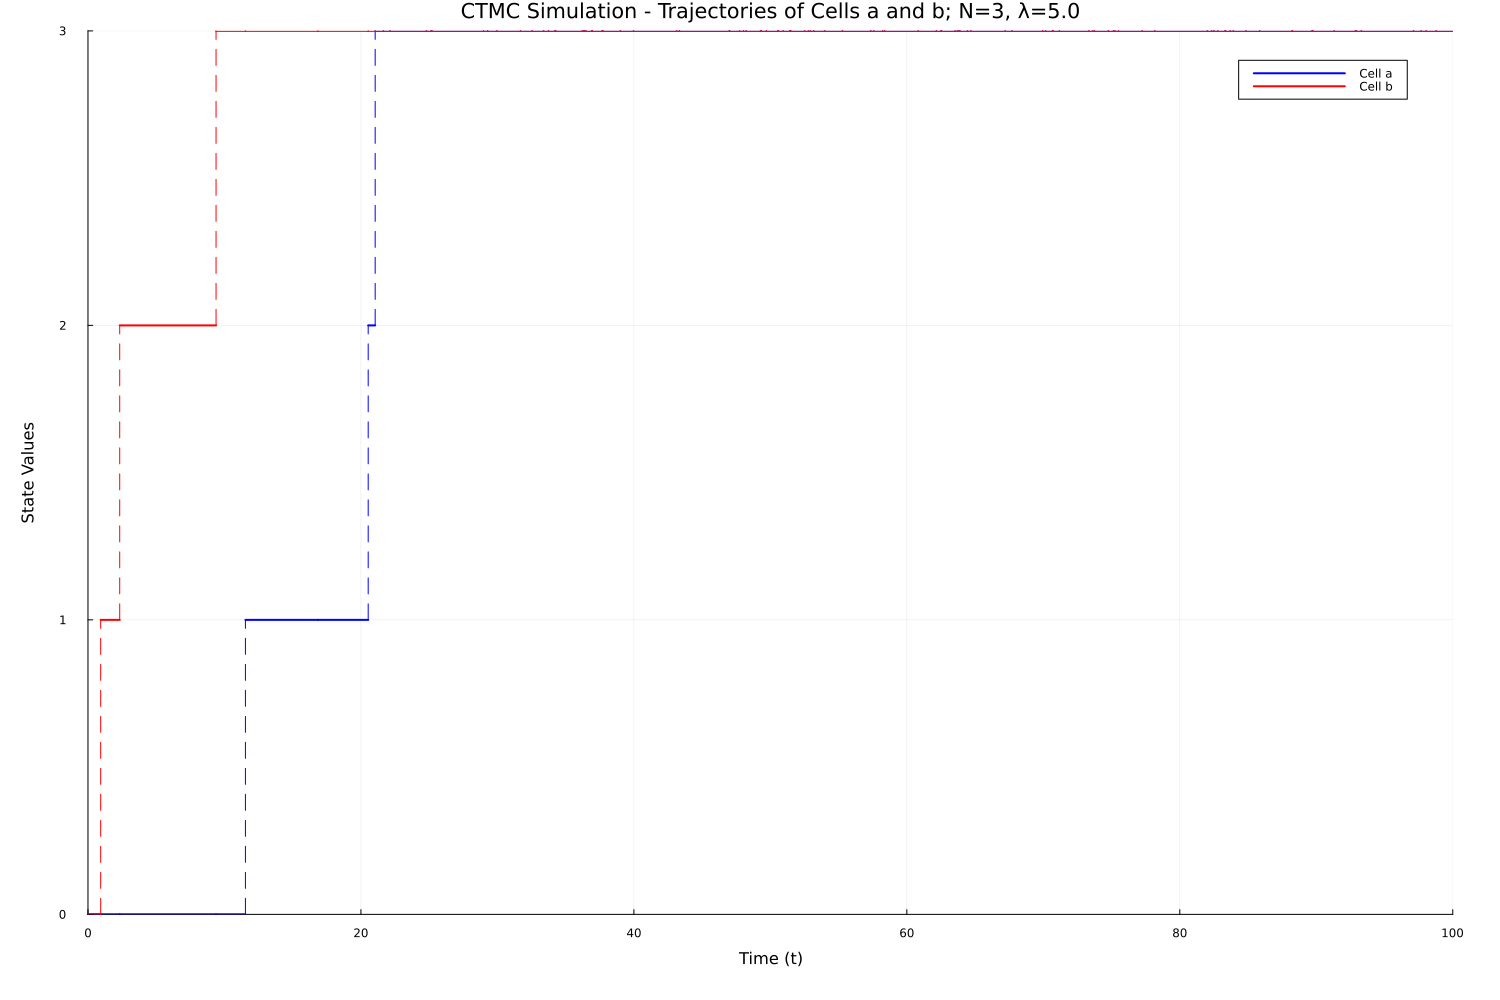 CTMC Simulation - Trajectories of Cells a and b; N=3, λ=5.0
3
Cell a
Cell b
2
State Values
1
0
0 20 40 60 80 100
Time (t)